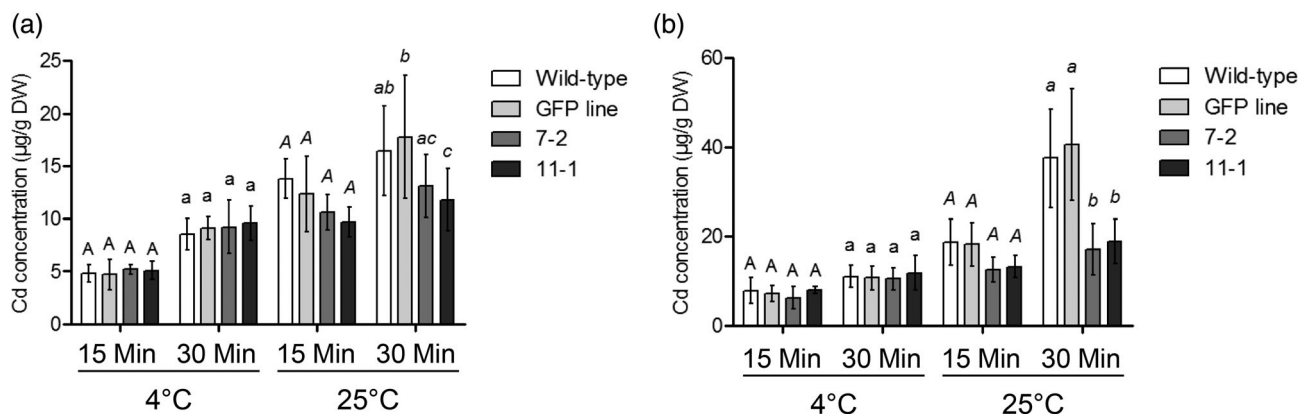 (a)
Cd concentration (µg/g DW)
25
20
15
10
5
0
A A A A
a a a a
A A A A
ab b ac c
15 Min 30 Min 15 Min 30 Min
4°C 25°C
Wild-type
GFP line
7-2
11-1
(b)
Cd concentration (µg/g DW)
60
40
20
0
A A A A
a a a a
A A A A
a a b b
15 Min 30 Min 15 Min 30 Min
4°C 25°C
Wild-type
GFP line
7-2
11-1